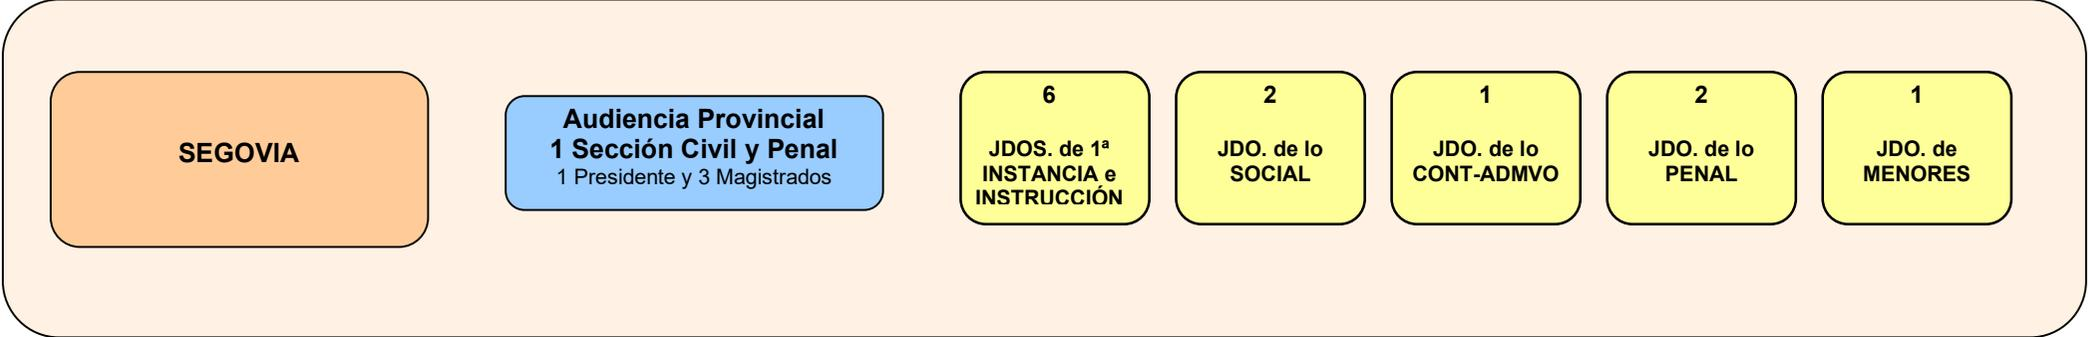 SEGOVIA
Audiencia Provincial
1 Sección Civil y Penal
1 Presidente y 3 Magistrados
6
JDOS. de 1ª
INSTANCIA e
INSTRUCCIÓN
2
JDO. de lo
SOCIAL
1
JDO. de lo
CONT-ADMVO
2
JDO. de lo
PENAL
1
JDO. de
MENORES